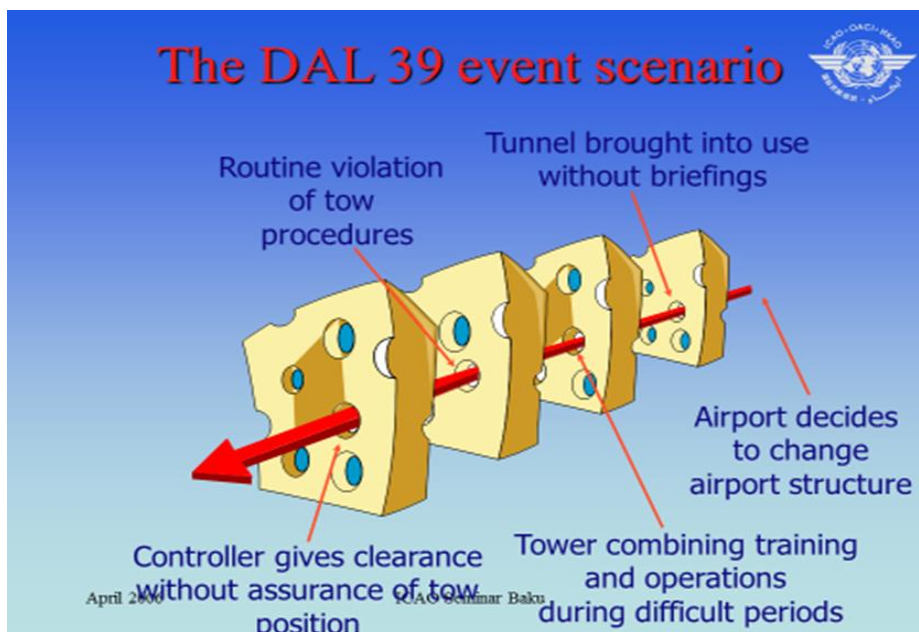 The DAL 39 event scenario
Routine violation
of tow
procedures
Tunnel brought into use
without briefings
Airport decides
to change
airport structure
Controller gives clearance
without assurance of tow
position
Tower combining training
and operations
during difficult periods
ICAO Seminar Baku